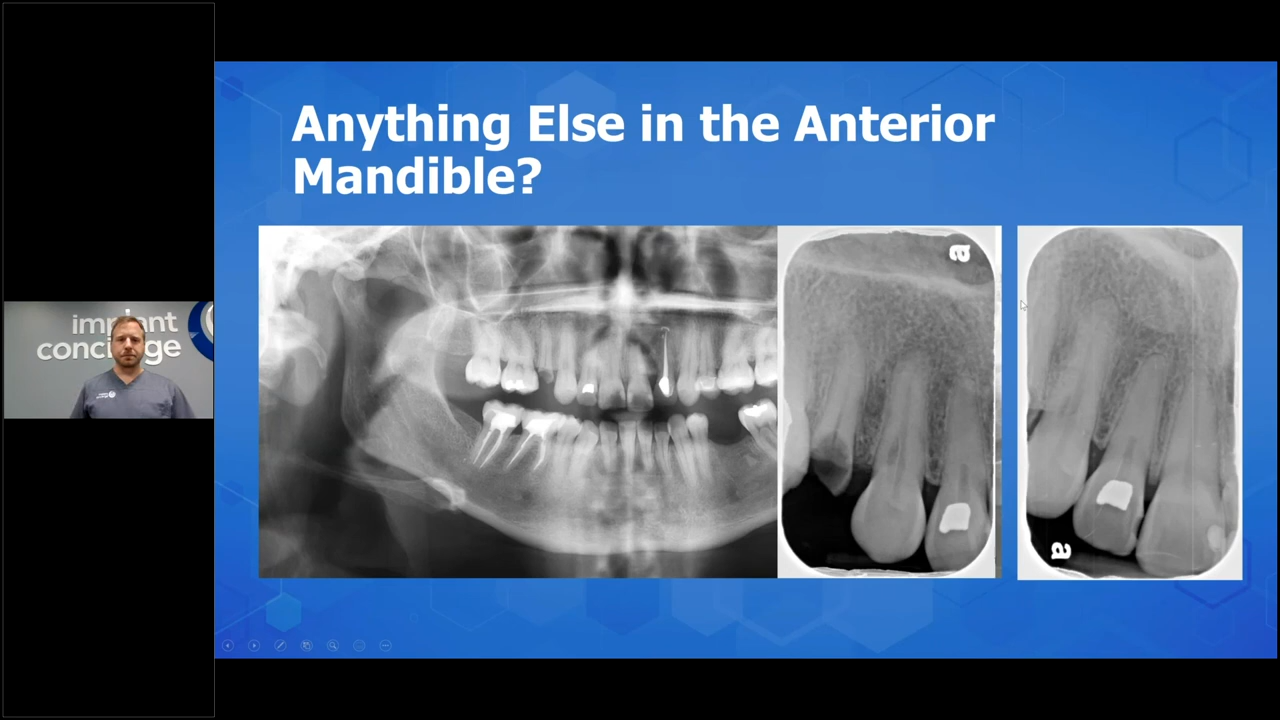 Anything Else in the Anterior
Mandible?
implant
concierge
a
a